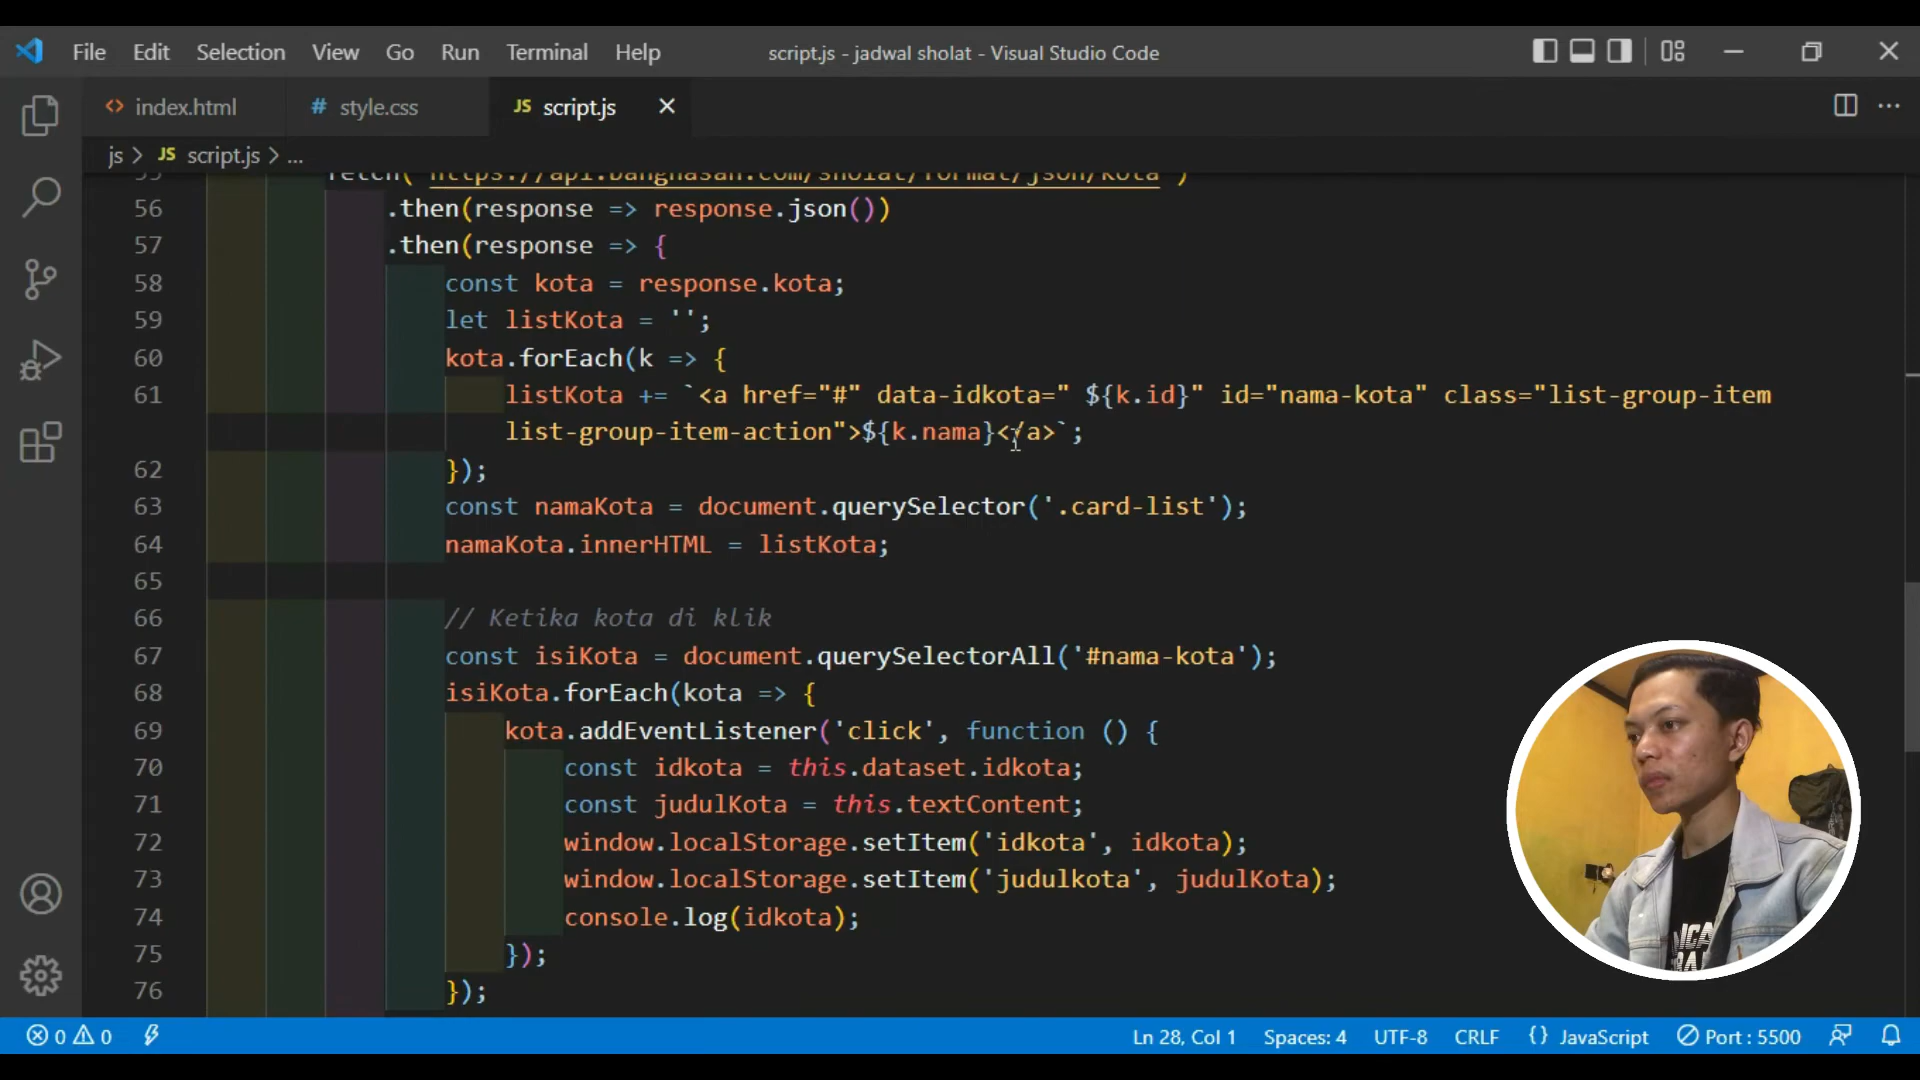 File Edit Selection View Go Run Terminal Help script.js - jadwal sholat - Visual Studio Code
<> index.html # style.css JS script.js ×
js > JS script.js > ...
55 fetch('https://api.banghasan.com/sholat/format/json/kota')
56 .then(response => response.json())
57 .then(response => {
58 const kota = response.kota;
59 let listKota = '';
60 kota.forEach(k => {
61 listKota += `<a href="#" data-idkota=" ${k.id}" id="nama-kota" class="list-group-item
list-group-item-action">${k.nama}</a>`;
62 });
63 const namaKota = document.querySelector('.card-list');
64 namaKota.innerHTML = listKota;
65
66 // Ketika kota di klik
67 const isiKota = document.querySelectorAll('#nama-kota');
68 isiKota.forEach(kota => {
69 kota.addEventListener('click', function () {
70 const idkota = this.dataset.idkota;
71 const judulKota = this.textContent;
72 window.localStorage.setItem('idkota', idkota);
73 window.localStorage.setItem('judulkota', judulKota);
74 console.log(idkota);
75 });
76 });
0 0 Ln 28, Col 1 Spaces: 4 UTF-8 CRLF {} JavaScript Port : 5500